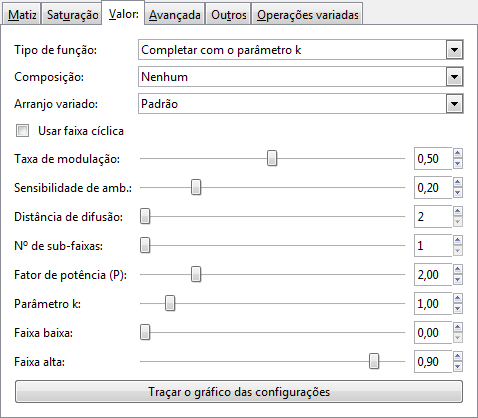 Matiz Saturação Valor: Avançada Outros Operações variadas
Tipo de função: Completar com o parâmetro k
Composição: Nenhum
Arranjo variado: Padrão
Usar faixa cíclica
Taxa de modulação: 0,50
Sensibilidade de amb.: 0,20
Distância de difusão: 2
Nº de sub-faixas: 1
Fator de potência (P): 2,00
Parâmetro k: 1,00
Faixa baixa: 0,00
Faixa alta: 0,90
Traçar o gráfico das configurações